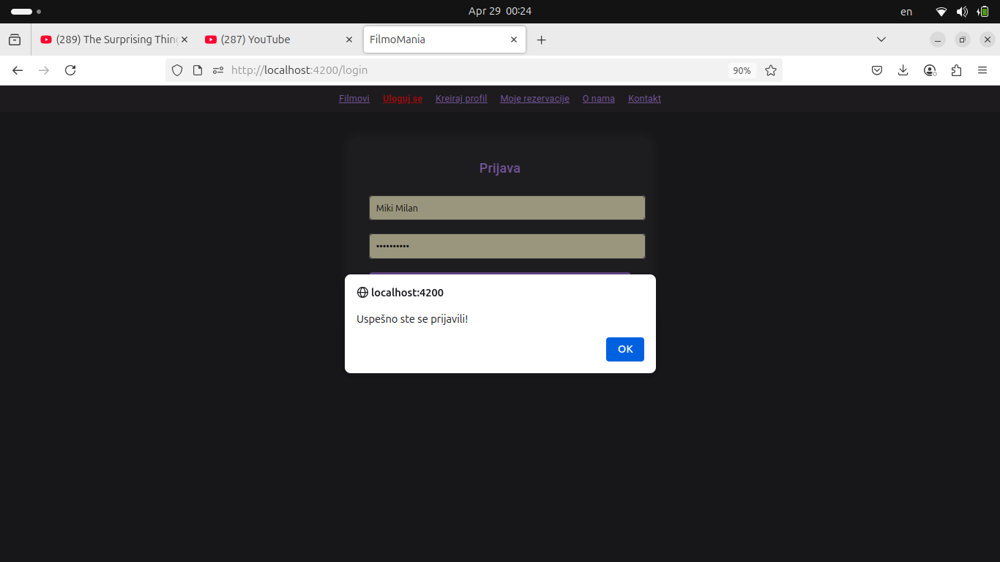 Apr 29 00:24
en
(289) The Surprising Thing
(287) YouTube
FilmoMania
http://localhost:4200/login
90%
Filmovi Uloguj se Kreiraj profil Moje rezervacije O nama Kontakt
Prijava
Miki Milan
••••••••••
localhost:4200
Uspešno ste se prijavili!
OK